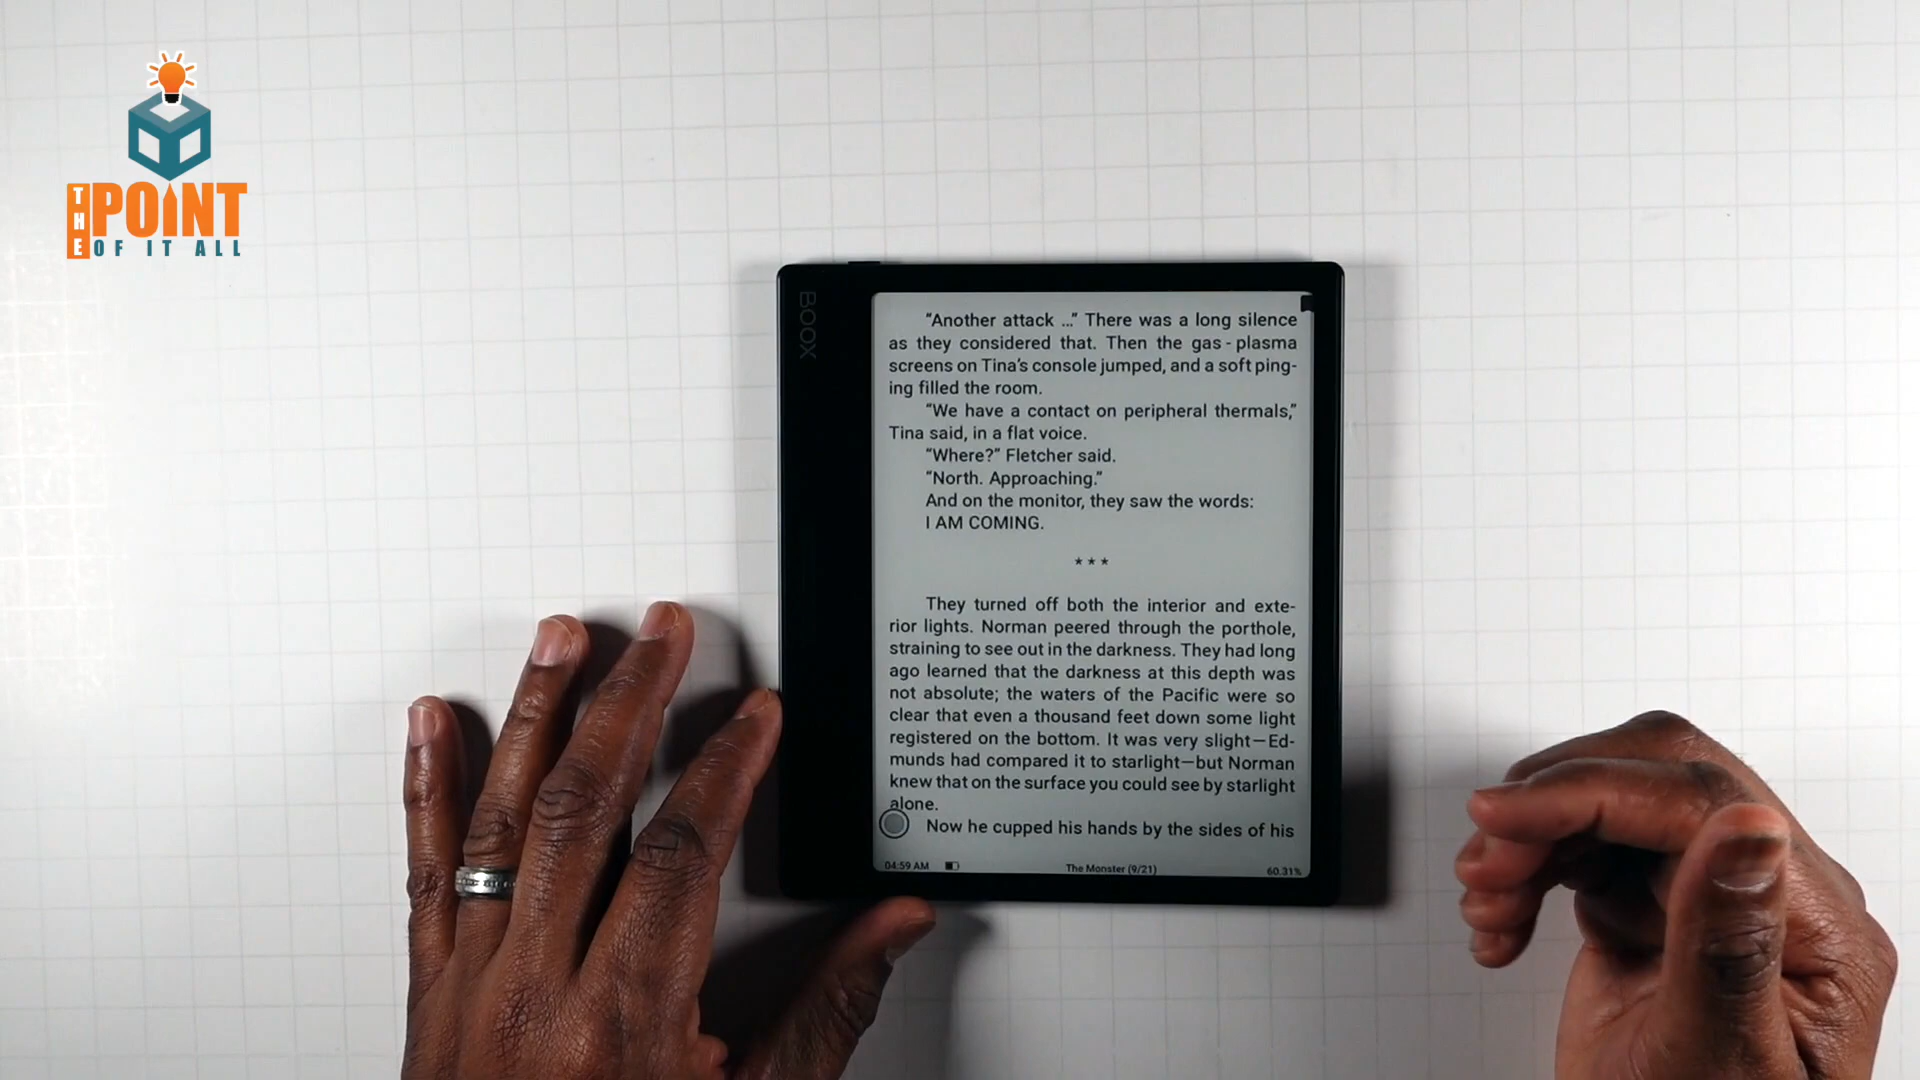 THE POINT
OF IT ALL
BOOX
“Another attack ...” There was a long silence
as they considered that. Then the gas - plasma
screens on Tina’s console jumped, and a soft ping-
ing filled the room.
“We have a contact on peripheral thermals,”
Tina said, in a flat voice.
“Where?” Fletcher said.
“North. Approaching.”
And on the monitor, they saw the words:
I AM COMING.
★ ★ ★
They turned off both the interior and exte-
rior lights. Norman peered through the porthole,
straining to see out in the darkness. They had long
ago learned that the darkness at this depth was
not absolute; the waters of the Pacific were so
clear that even a thousand feet down some light
registered on the bottom. It was very slight—Ed-
munds had compared it to starlight—but Norman
knew that on the surface you could see by starlight
alone.
Now he cupped his hands by the sides of his
04:59 AM The Monster (9/21) 60.31%